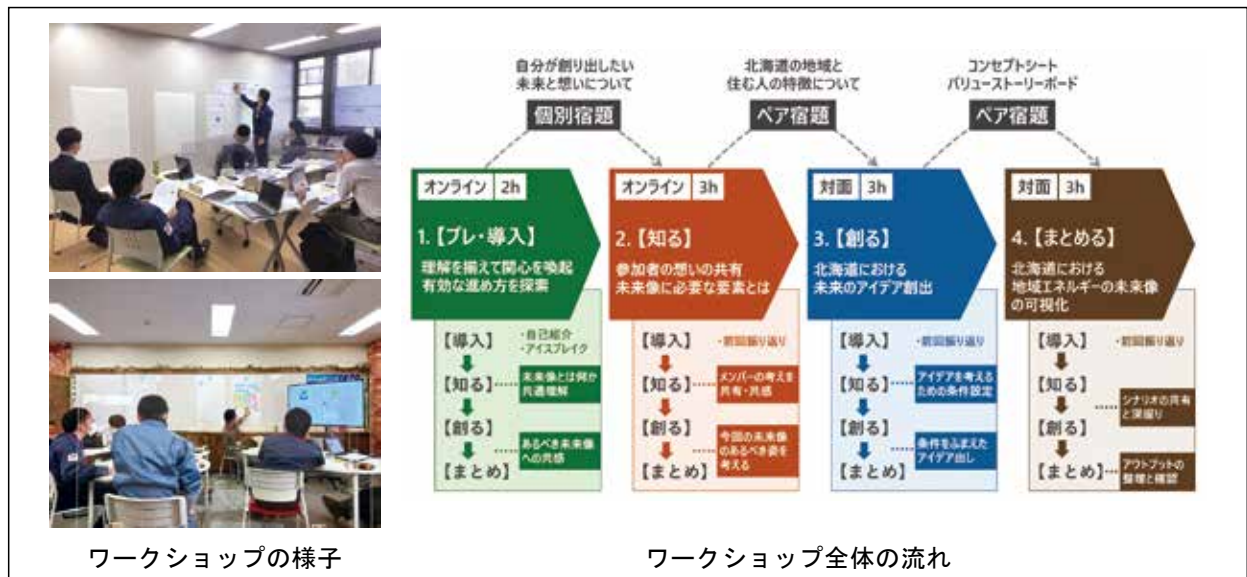 自分が創り出したい
未来と想いについて
個別宿題
北海道の地域と
住む人の特徴について
ペア宿題
コンセプトシート
バリューストーリーボード
ペア宿題
オンライン 2h
1.【プレ・導入】
理解を揃えて関心を喚起
有効な進め方を探索
【導入】
・自己紹介
・アイスブレイク
【知る】
未来像とは何か
共通理解
【創る】
あるべき未来像
への共感
【まとめ】
オンライン 3h
2.【知る】
参加者の想いの共有
未来像に必要な要素とは
【導入】
・前回振り返り
【知る】
メンバーの考えを
共有・共感
【創る】
今回の未来像
のあるべき姿を
考える
【まとめ】
対面 3h
3.【創る】
北海道における
未来のアイデア創出
【導入】
・前回振り返り
【知る】
アイデアを考える
ための条件設定
【創る】
条件をふまえた
アイデア出し
【まとめ】
対面 3h
4.【まとめる】
北海道における
地域エネルギーの未来像
の可視化
【導入】
・前回振り返り
【知る】
シナリオの共有
と深掘り
【創る】
アウトプットの
整理と確認
【まとめ】
ワークショップの様子
ワークショップ全体の流れ